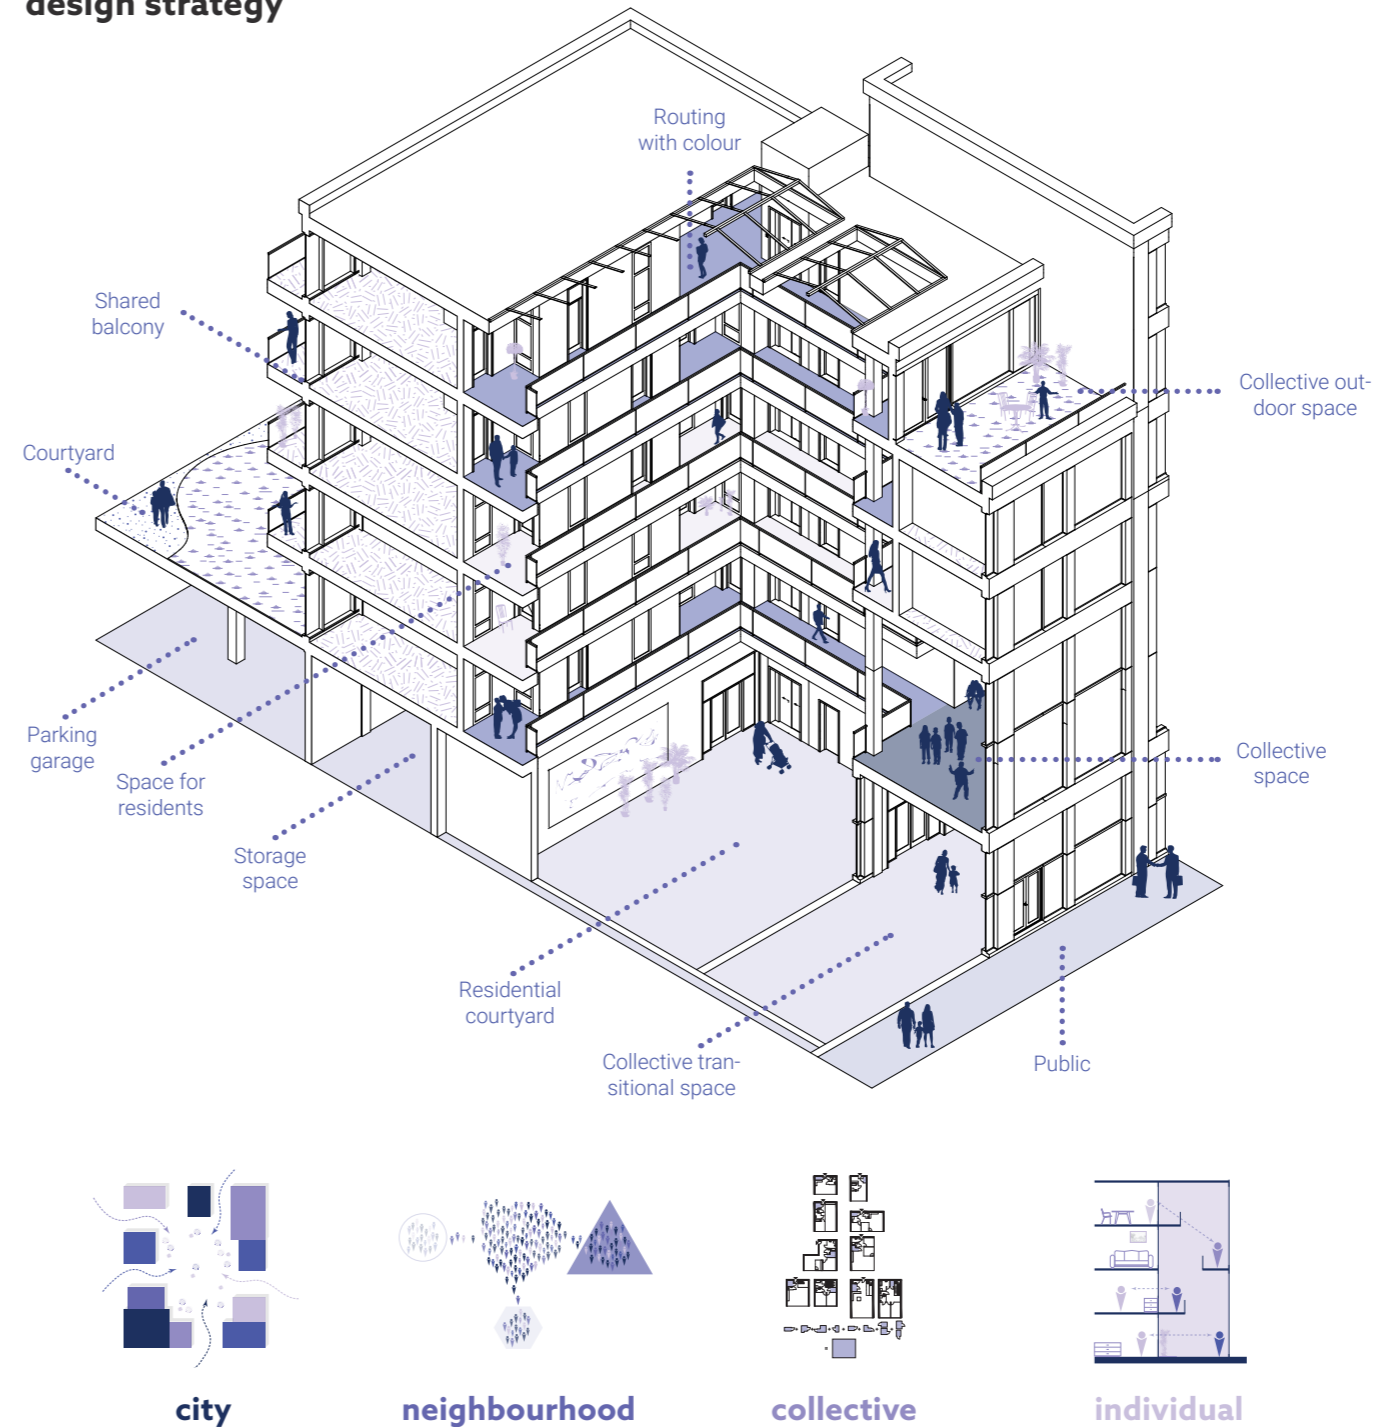 design strategy
Routing
with colour
Shared
balcony
Collective out-
door space
Courtyard
Parking
garage
Space for
residents
Collective
space
Storage
space
Residential
courtyard
Collective tran-
sitional space
Public
city
neighbourhood
collective
individual